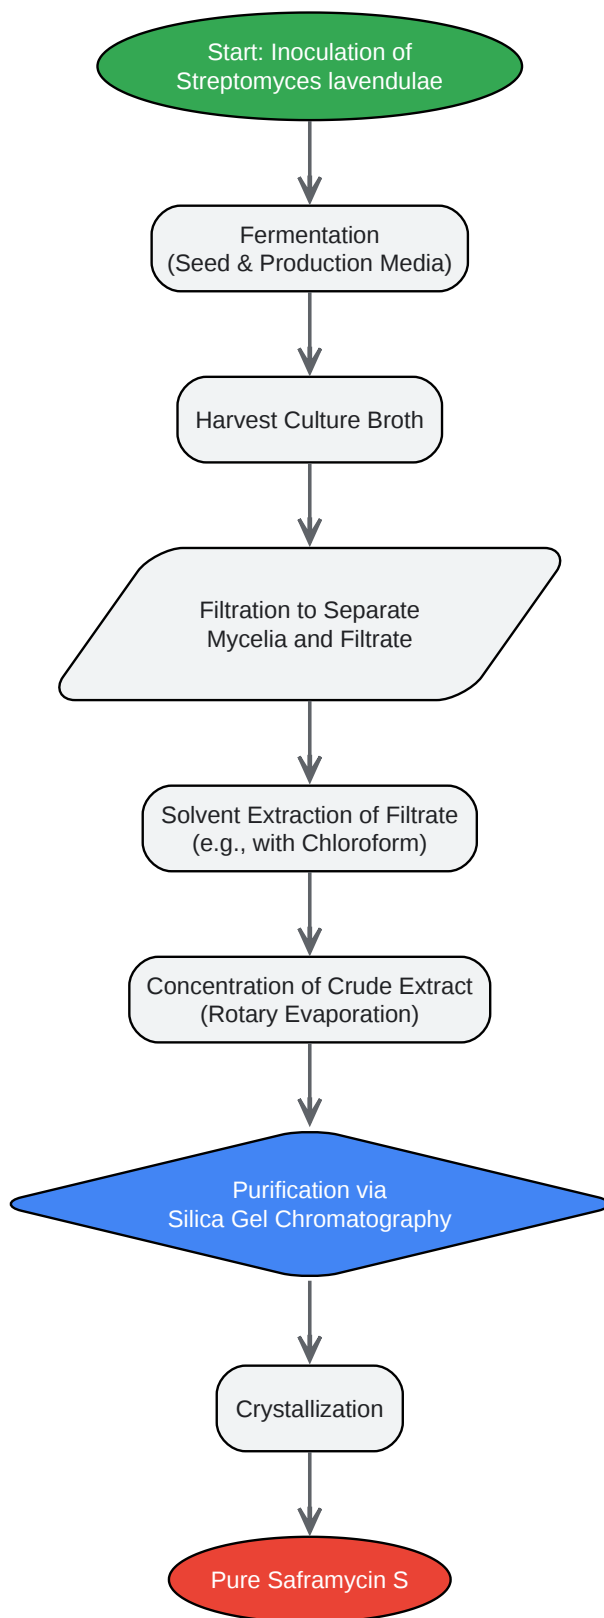 Start: Inoculation of
Streptomyces lavendulae
Fermentation
(Seed & Production Media)
Harvest Culture Broth
Filtration to Separate
Mycelia and Filtrate
Solvent Extraction of Filtrate
(e.g., with Chloroform)
Concentration of Crude Extract
(Rotary Evaporation)
Purification via
Silica Gel Chromatography
Crystallization
Pure Saframycin S